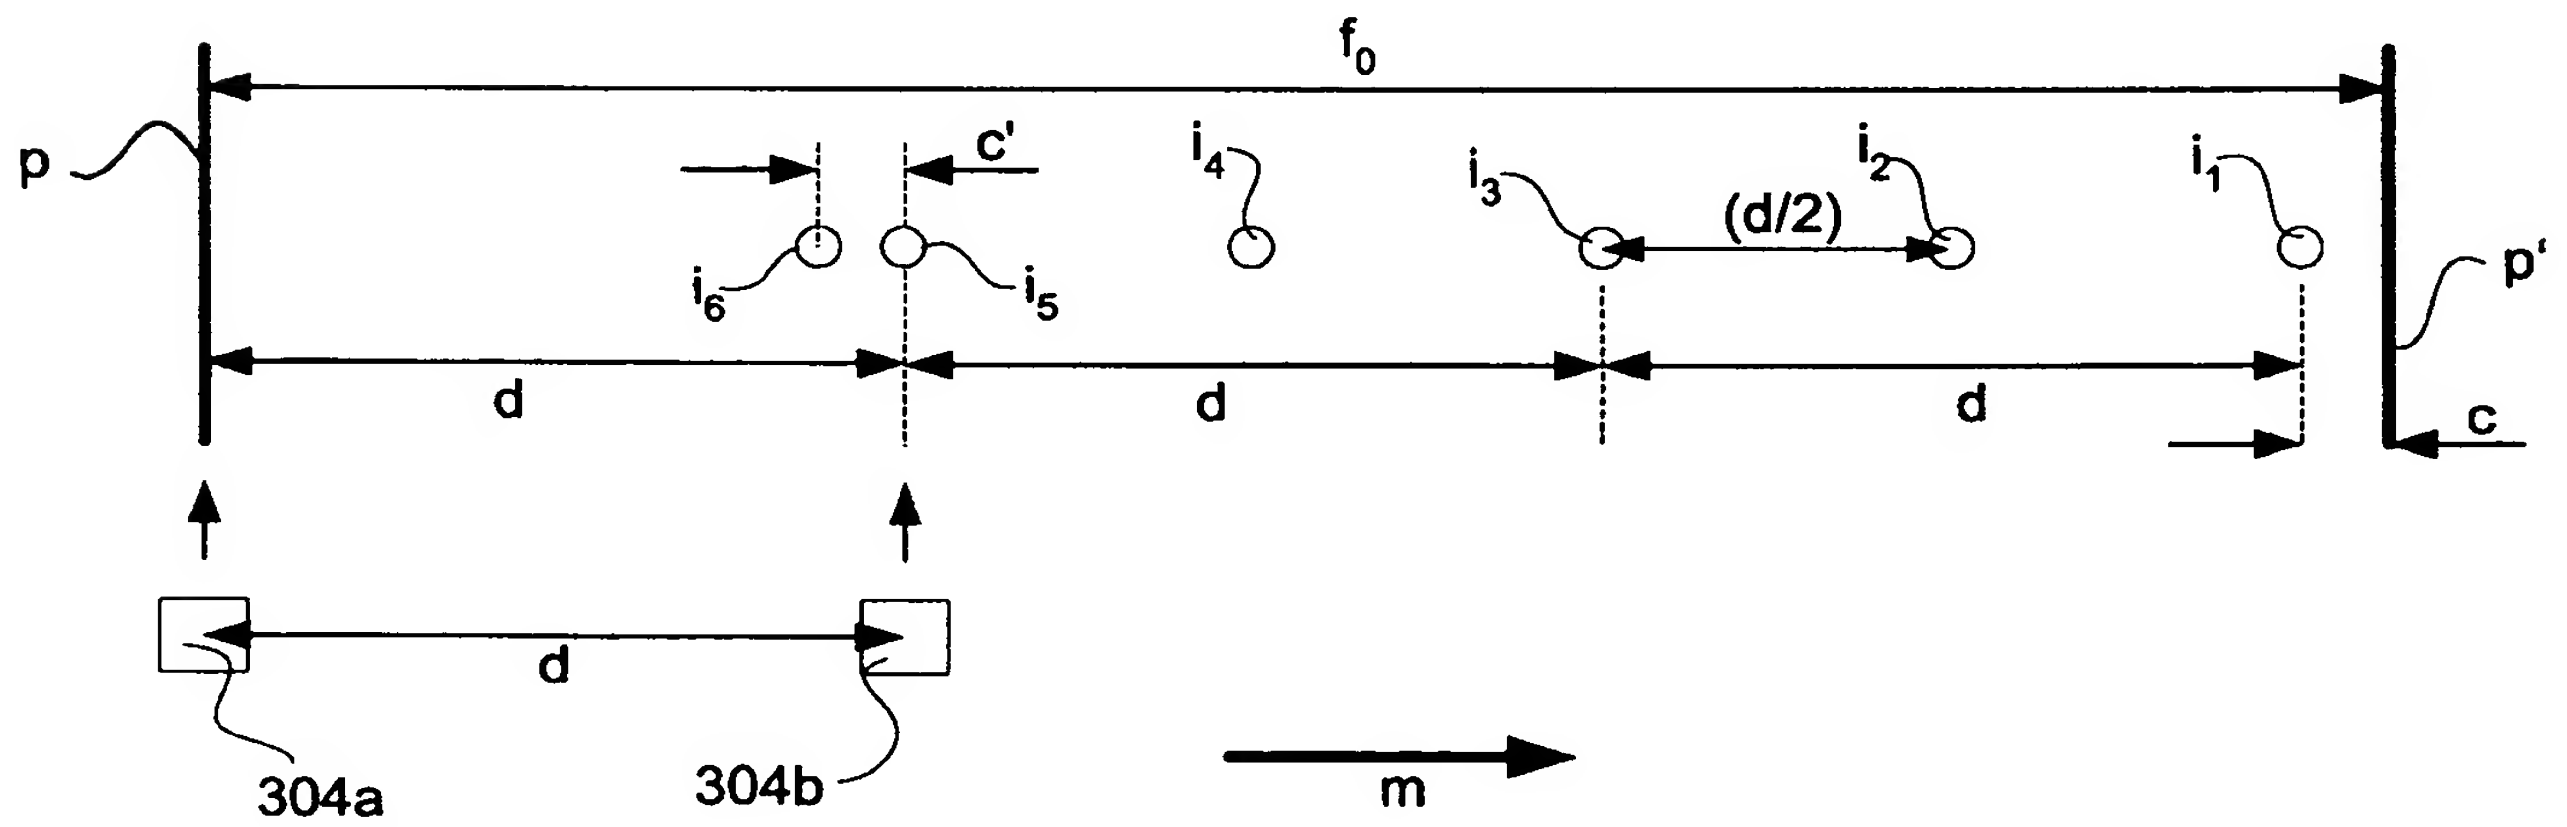 f₀
p
c'
i₄
i₃
i₂
i₁
(d/2)
p'
i₆
i₅
d
d
d
c
d
304a
304b
m